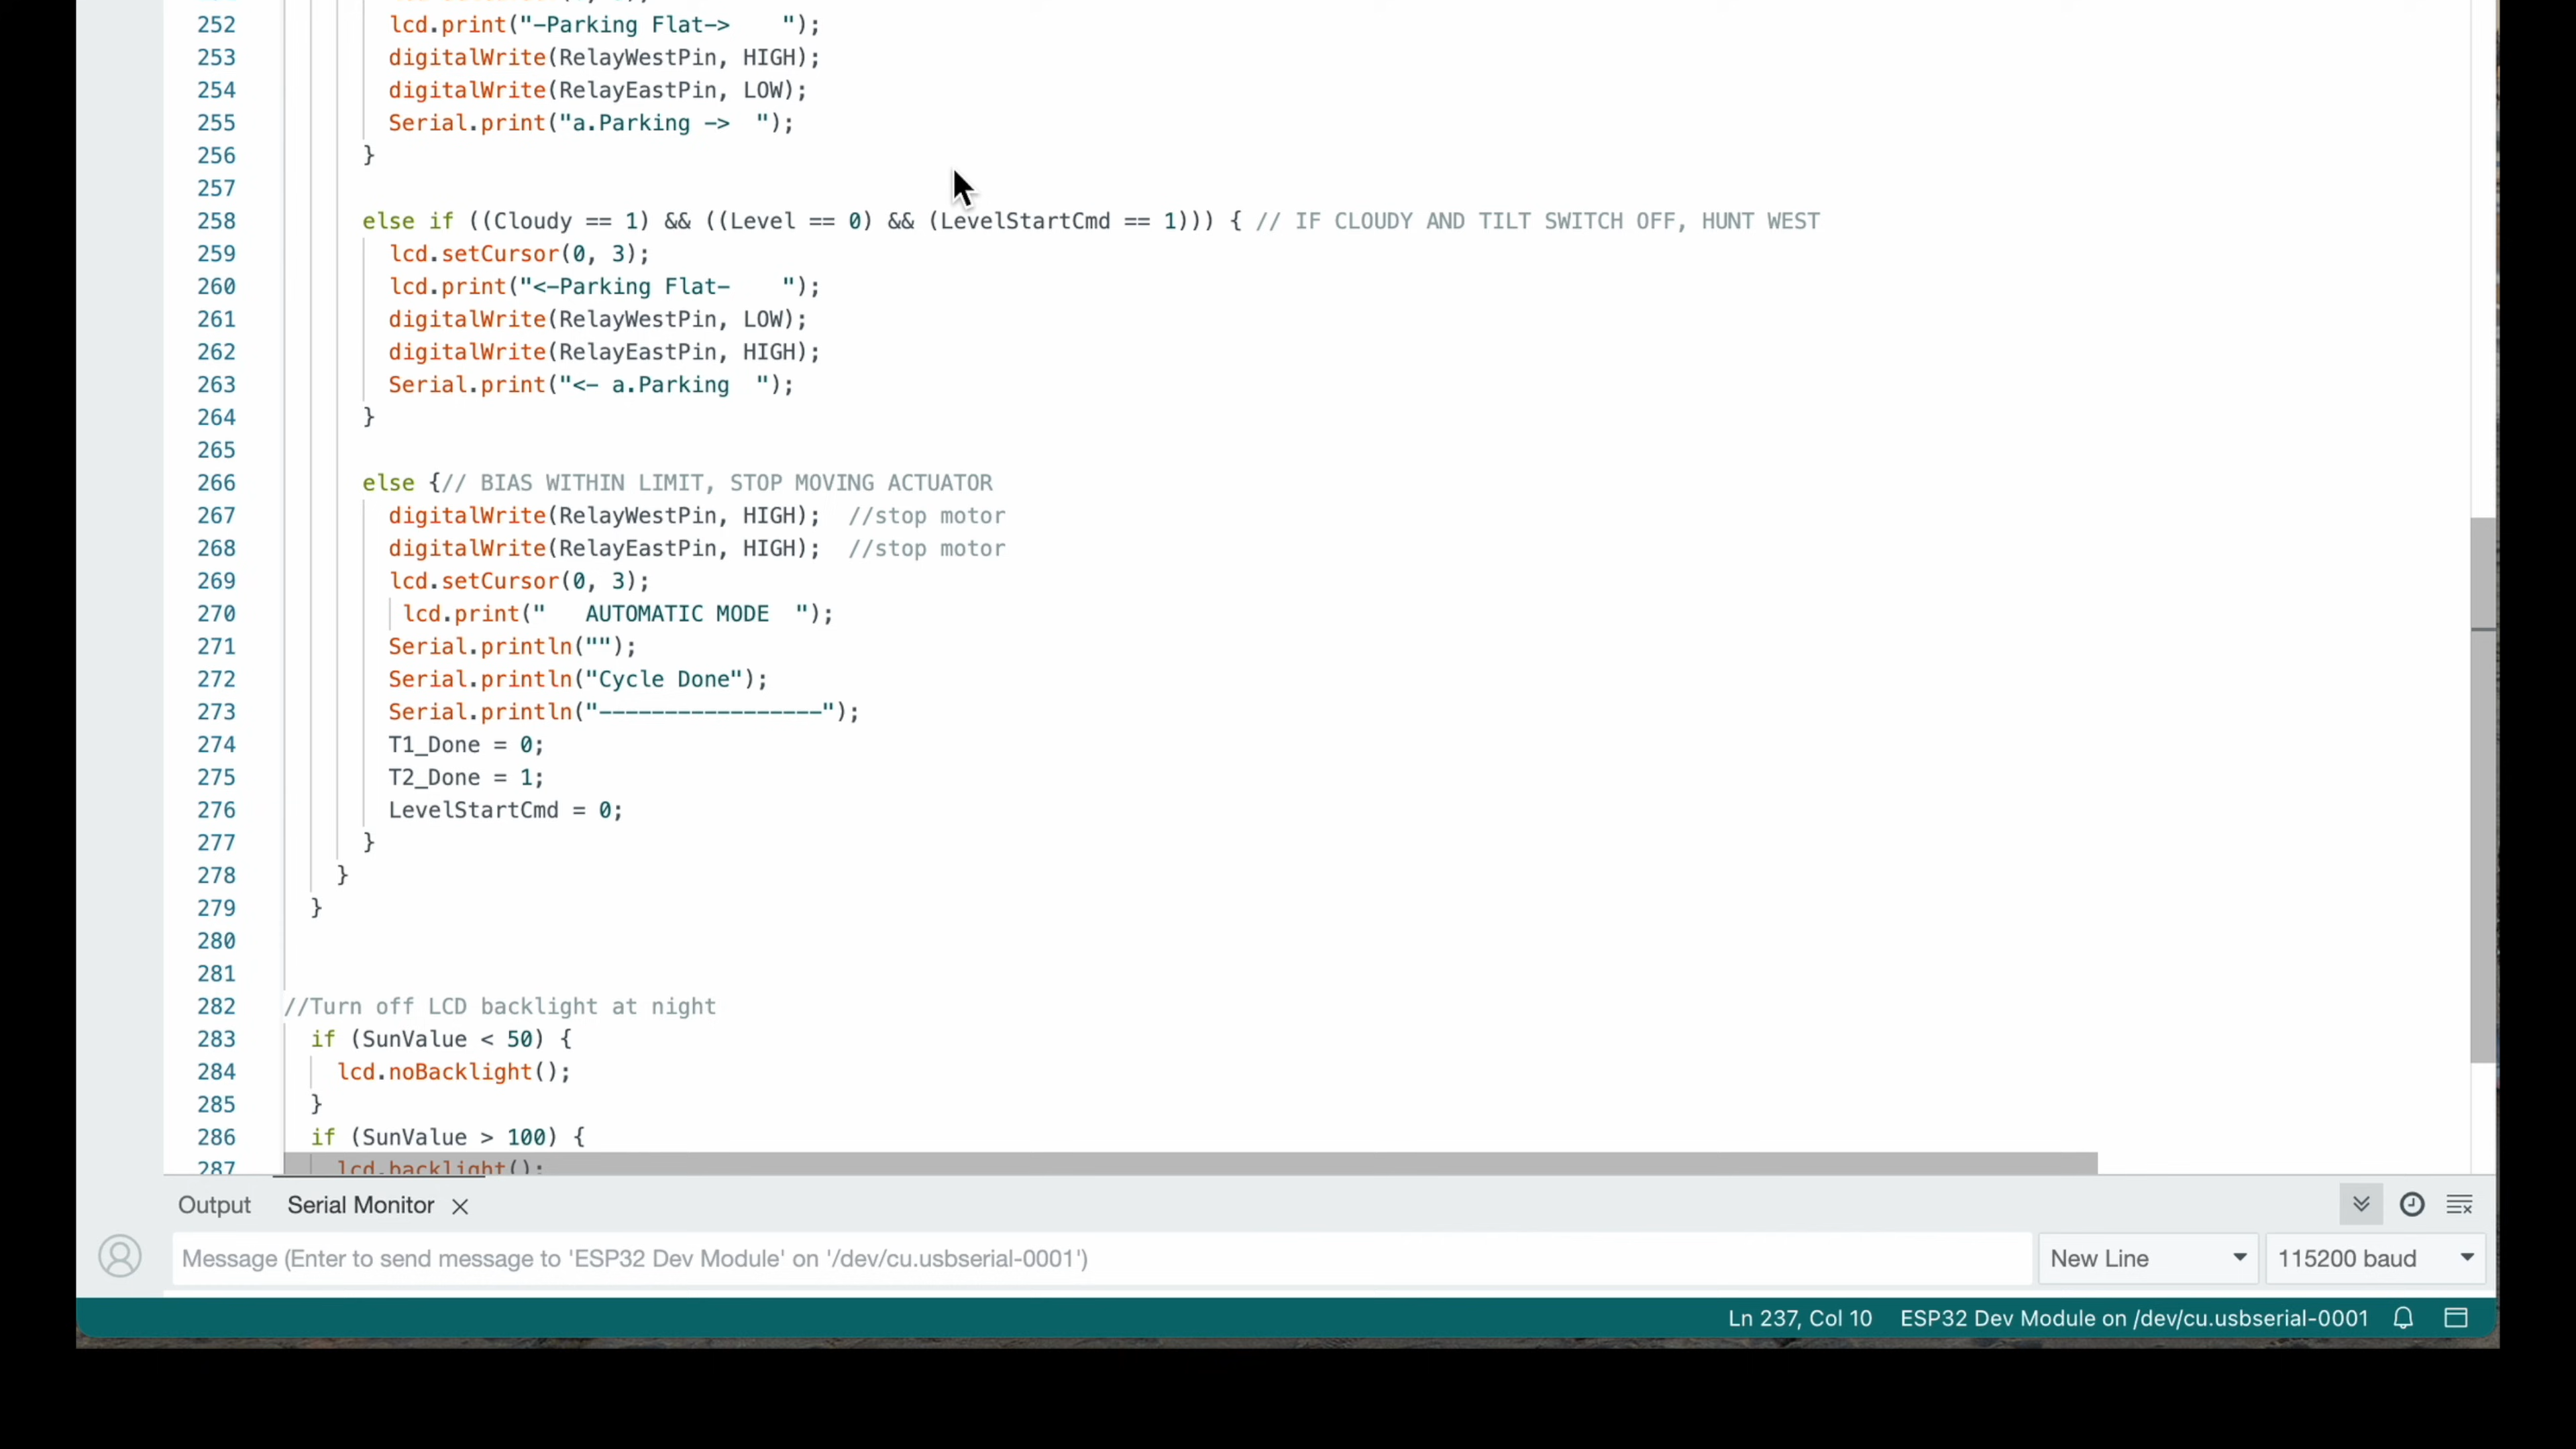 252 lcd.print("-Parking Flat->    ");
253 digitalWrite(RelayWestPin, HIGH);
254 digitalWrite(RelayEastPin, LOW);
255 Serial.print("a.Parking ->  ");
256 }
257
258 else if ((Cloudy == 1) && ((Level == 0) && (LevelStartCmd == 1))) { // IF CLOUDY AND TILT SWITCH OFF, HUNT WEST
259 lcd.setCursor(0, 3);
260 lcd.print("<-Parking Flat-    ");
261 digitalWrite(RelayWestPin, LOW);
262 digitalWrite(RelayEastPin, HIGH);
263 Serial.print("<- a.Parking  ");
264 }
265
266 else {// BIAS WITHIN LIMIT, STOP MOVING ACTUATOR
267 digitalWrite(RelayWestPin, HIGH);  //stop motor
268 digitalWrite(RelayEastPin, HIGH);  //stop motor
269 lcd.setCursor(0, 3);
270 lcd.print("   AUTOMATIC MODE  ");
271 Serial.println("");
272 Serial.println("Cycle Done");
273 Serial.println("-----------------");
274 T1_Done = 0;
275 T2_Done = 1;
276 LevelStartCmd = 0;
277 }
278 }
279 }
280
281
282 //Turn off LCD backlight at night
283 if (SunValue < 50) {
284 lcd.noBacklight();
285 }
286 if (SunValue > 100) {
287 lcd.backlight();
Output Serial Monitor
Message (Enter to send message to 'ESP32 Dev Module' on '/dev/cu.usbserial-0001') New Line 115200 baud
Ln 237, Col 10 ESP32 Dev Module on /dev/cu.usbserial-0001